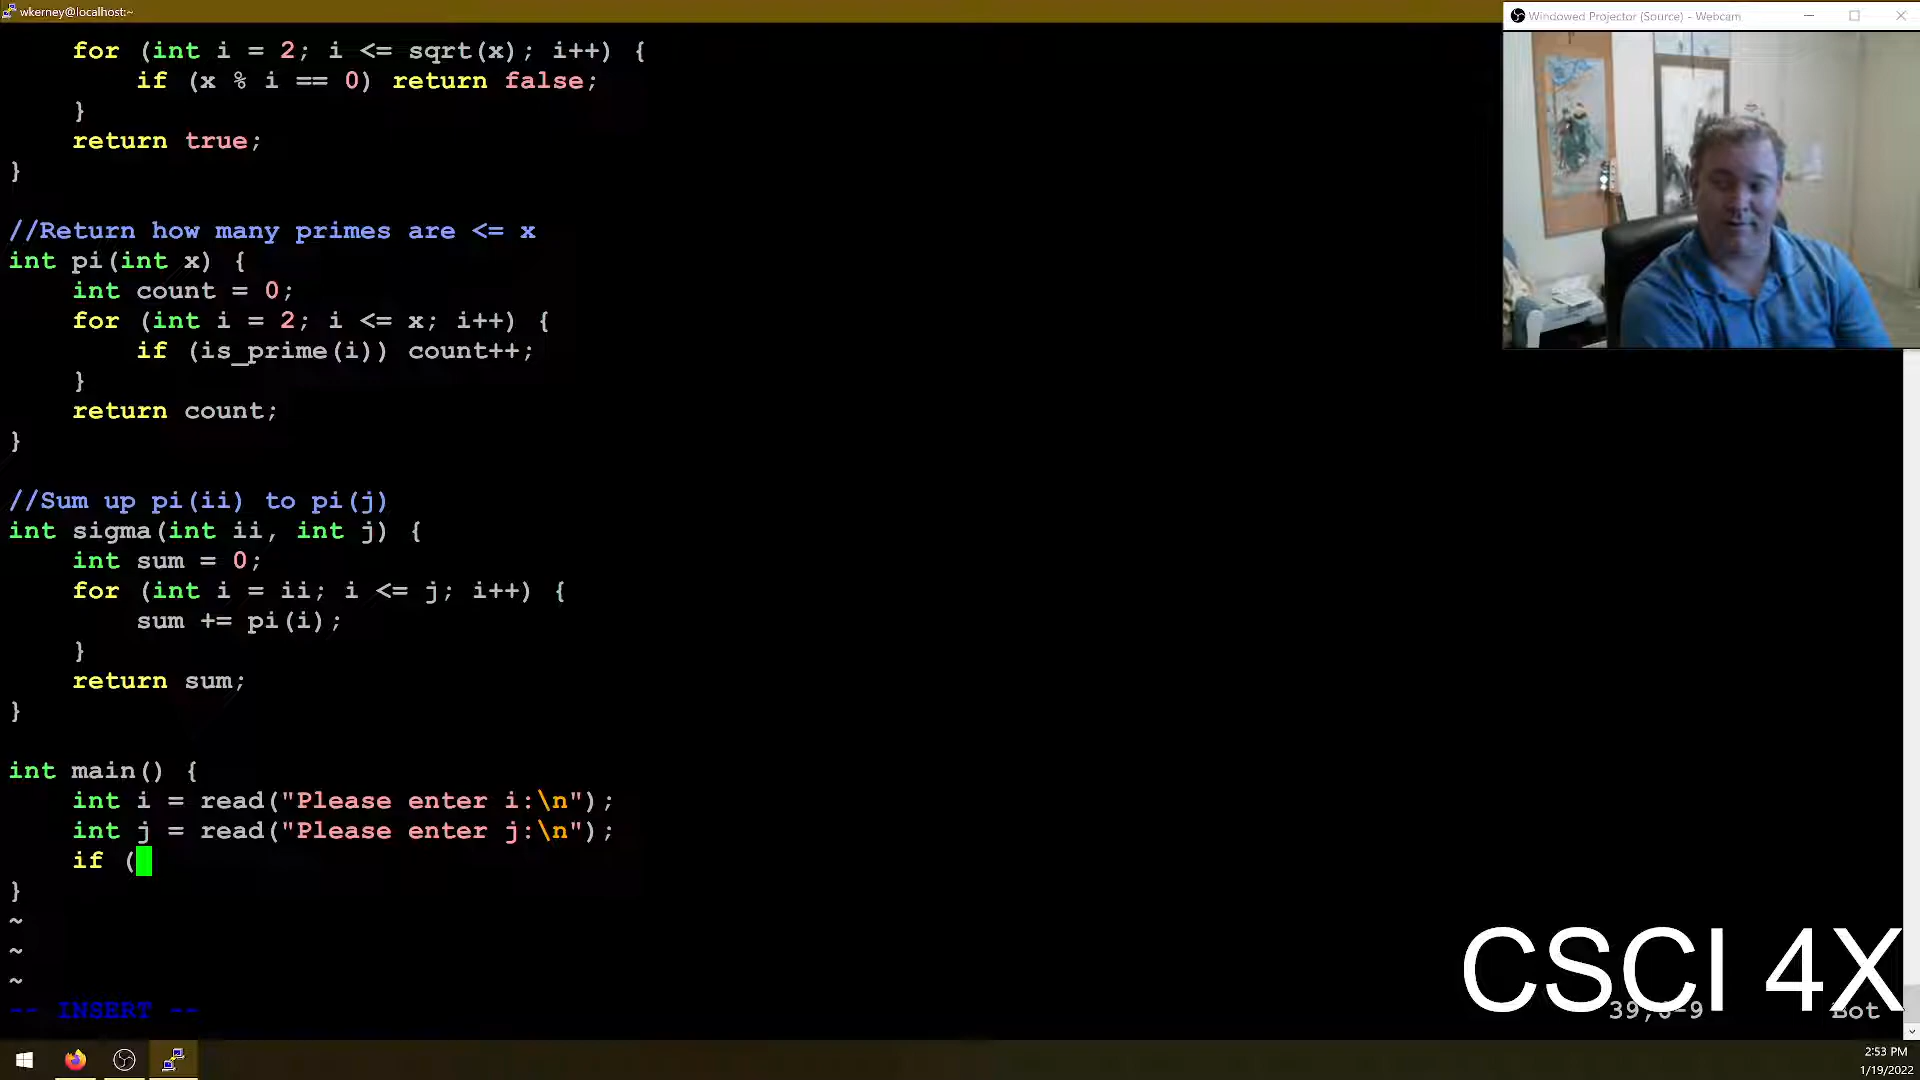 wkerney@localhost:~
Windowed Projector (Source) - Webcam
    for (int i = 2; i <= sqrt(x); i++) {
        if (x % i == 0) return false;
    }
    return true;
}
//Return how many primes are <= x
int pi(int x) {
    int count = 0;
    for (int i = 2; i <= x; i++) {
        if (is_prime(i)) count++;
    }
    return count;
}
//Sum up pi(ii) to pi(j)
int sigma(int ii, int j) {
    int sum = 0;
    for (int i = ii; i <= j; i++) {
        sum += pi(i);
    }
    return sum;
}
int main() {
    int i = read("Please enter i:\n");
    int j = read("Please enter j:\n");
    if (
}
~
~
~
-- INSERT --
CSCI 4X
Bot
2:53 PM
1/19/2022